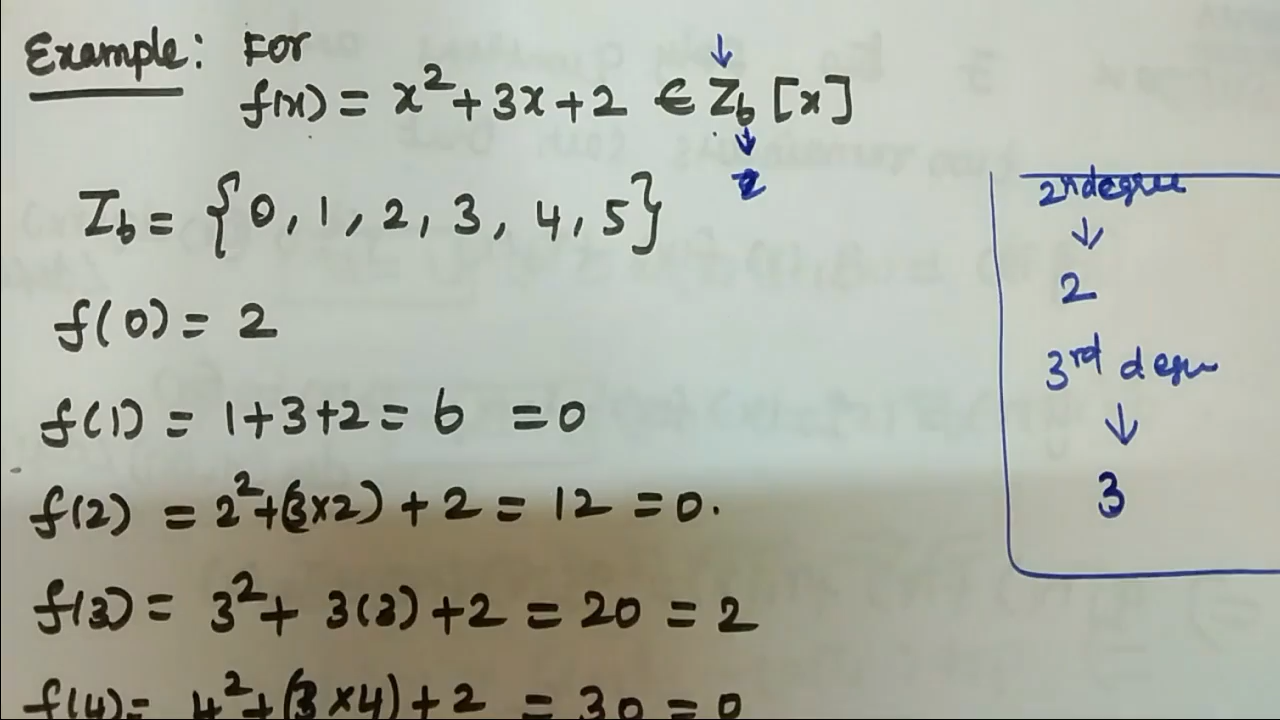 Example: For
f(x) = x²+3x+2 ∈ Z₆[x]
Z₆ = {0, 1, 2, 3, 4, 5}
f(0) = 2
f(1) = 1+3+2 = 6 = 0
f(2) = 2²+(3×2)+2 = 12 = 0.
f(3) = 3²+3(3)+2 = 20 = 2
f(4) = 4²+(3×4)+2 = 30 = 0
↓
↓
2
2nd degree
↓
2
3rd degree
↓
3